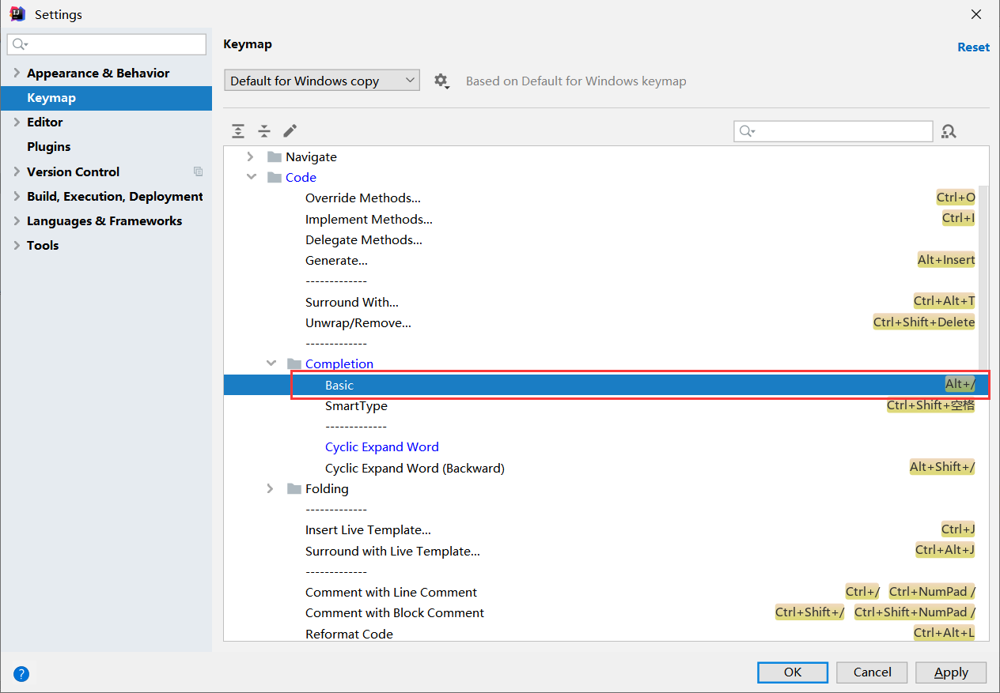 Settings
Appearance & Behavior
Keymap
Editor
Plugins
Version Control
Build, Execution, Deployment
Languages & Frameworks
Tools
Keymap
Reset
Default for Windows copy
Based on Default for Windows keymap
Navigate
Code
Override Methods... Ctrl+O
Implement Methods... Ctrl+I
Delegate Methods...
Generate... Alt+Insert
-------------
Surround With... Ctrl+Alt+T
Unwrap/Remove... Ctrl+Shift+Delete
-------------
Completion
Basic Alt+/
SmartType Ctrl+Shift+空格
-------------
Cyclic Expand Word
Cyclic Expand Word (Backward) Alt+Shift+/
Folding
-------------
Insert Live Template... Ctrl+J
Surround with Live Template... Ctrl+Alt+J
-------------
Comment with Line Comment Ctrl+/ Ctrl+NumPad /
Comment with Block Comment Ctrl+Shift+/ Ctrl+Shift+NumPad /
Reformat Code Ctrl+Alt+L
?
OK
Cancel
Apply